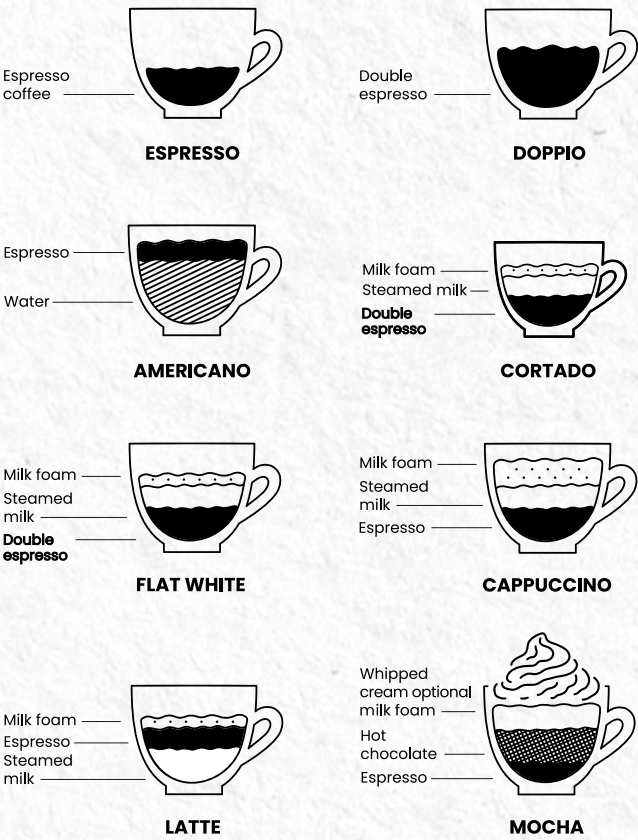 Espresso
coffee
ESPRESSO
Double
espresso
DOPPIO
Espresso
Water
AMERICANO
Milk foam
Steamed milk
Double
espresso
CORTADO
Milk foam
Steamed
milk
Double
espresso
FLAT WHITE
Milk foam
Steamed
milk
Espresso
CAPPUCCINO
Milk foam
Espresso
Steamed
milk
LATTE
Whipped
cream optional
milk foam
Hot
chocolate
Espresso
MOCHA